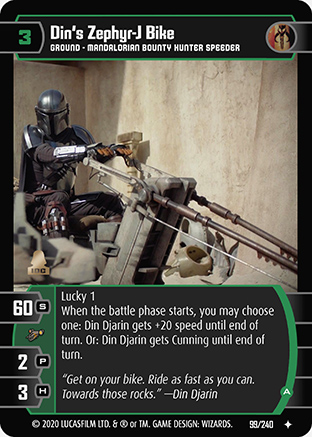 3
Din's Zephyr-J Bike
GROUND - MANDALORIAN BOUNTY HUNTER SPEEDER
60 S
2 P
3 H
Lucky 1
When the battle phase starts, you may choose
one: Din Djarin gets +20 speed until end of
turn. Or: Din Djarin gets Cunning until end of
turn.
"Get on your bike. Ride as fast as you can.
Towards those rocks." —Din Djarin
A
© 2020 LUCASFILM LTD. & ® or TM. GAME DESIGN: WIZARDS.
99/240